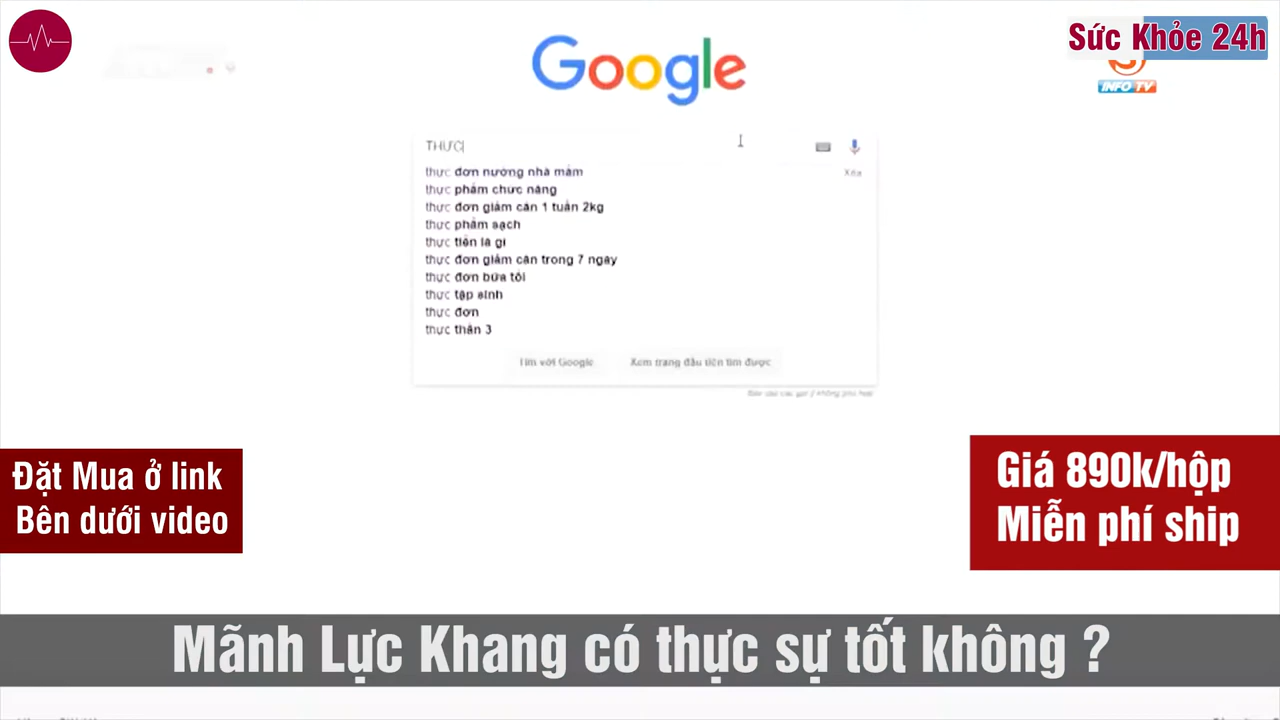 Sức Khỏe 24h
INFO TV
Google
THỰC
thực đơn nướng nhà mắm
thực phẩm chức năng
Xóa
thực đơn giảm cân 1 tuần 2kg
thực phẩm sạch
thực tiễn là gì
thực đơn giảm cân trong 7 ngày
thực đơn bữa tối
thực tập sinh
thực đơn
thực thần 3
Tìm với Google
Xem trang đầu tiên tìm được
Đặt Mua ở link
Bên dưới video
Giá 890k/hộp
Miễn phí ship
Mãnh Lực Khang có thực sự tốt không ?